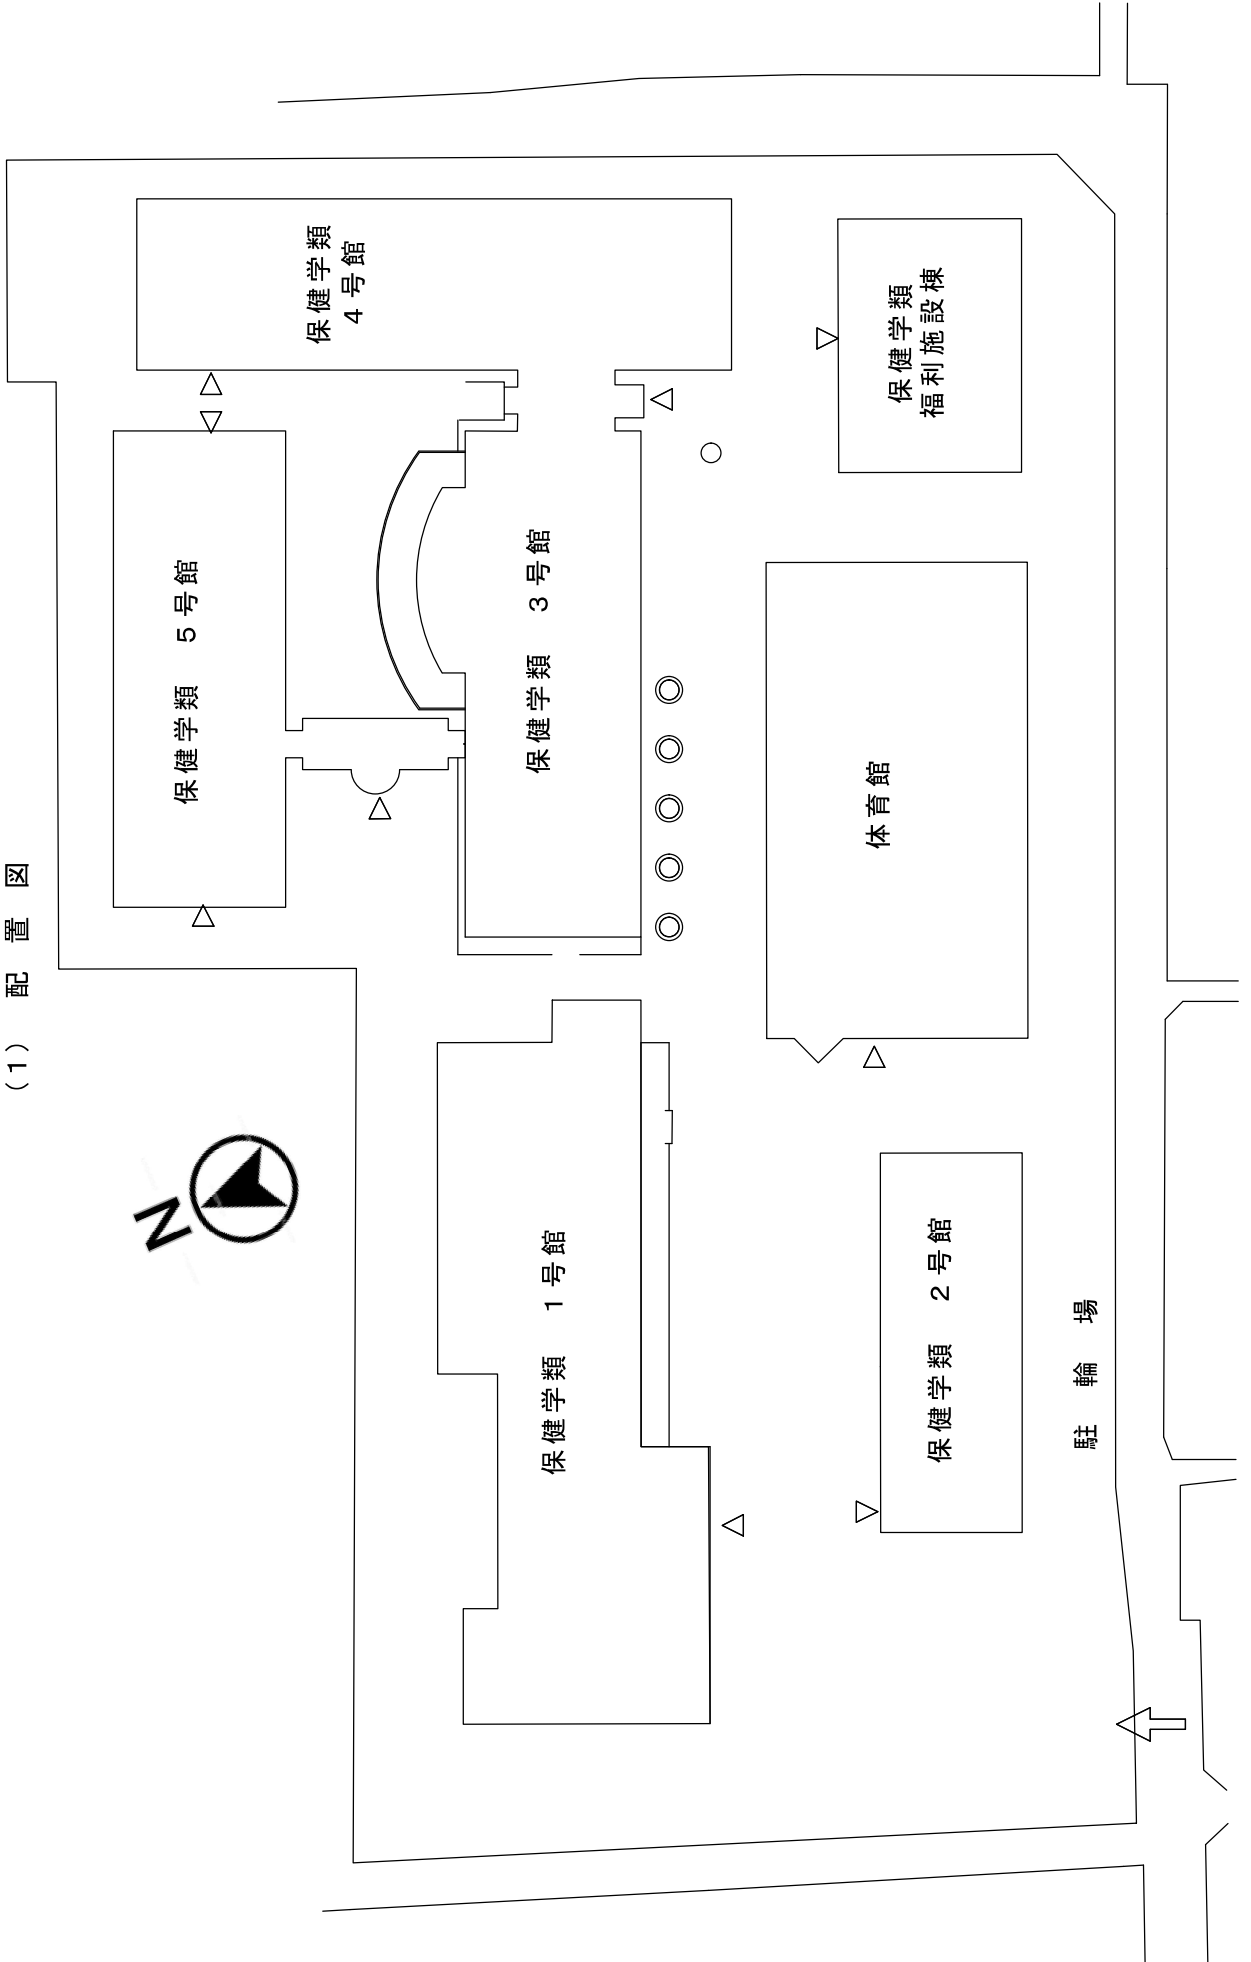 （１） 配 置 図
N
保健学類 ５号館
保健学類
４号館
保健学類 ３号館
保健学類
福利施設棟
体育館
保健学類 １号館
保健学類 ２号館
駐 輪 場